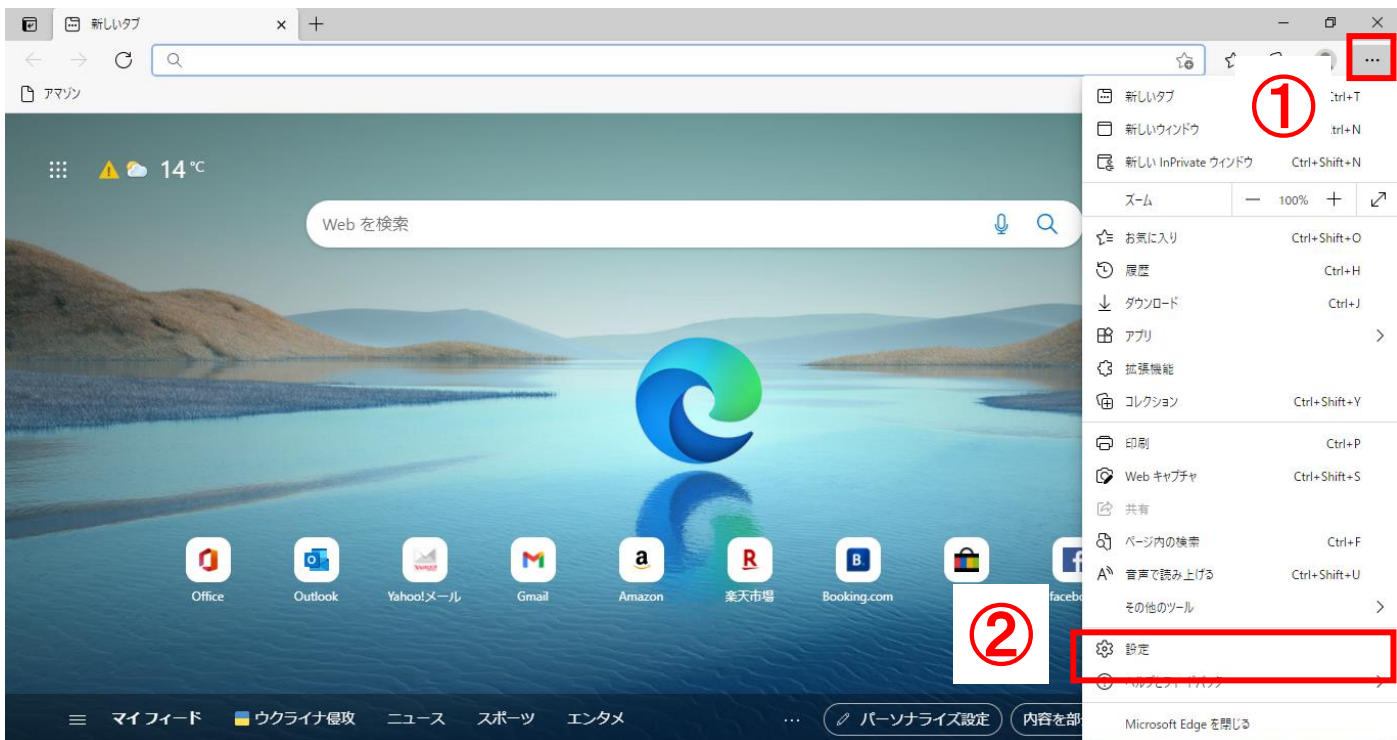 新しいタブ
アマゾン
①
新しいタブ Ctrl+T
新しいウィンドウ Ctrl+N
新しい InPrivate ウィンドウ Ctrl+Shift+N
ズーム 100%
お気に入り Ctrl+Shift+O
履歴 Ctrl+H
ダウンロード Ctrl+J
アプリ
拡張機能
コレクション Ctrl+Shift+Y
印刷 Ctrl+P
Web キャプチャ Ctrl+Shift+S
共有
ページ内の検索 Ctrl+F
音声で読み上げる Ctrl+Shift+U
その他のツール
②
設定
Microsoft Edge を閉じる
14 °C
Web を検索
Office Outlook Yahoo!メール Gmail Amazon 楽天市場 Booking.com
マイ フィード ウクライナ侵攻 ニュース スポーツ エンタメ ... パーソナライズ設定 内容を部